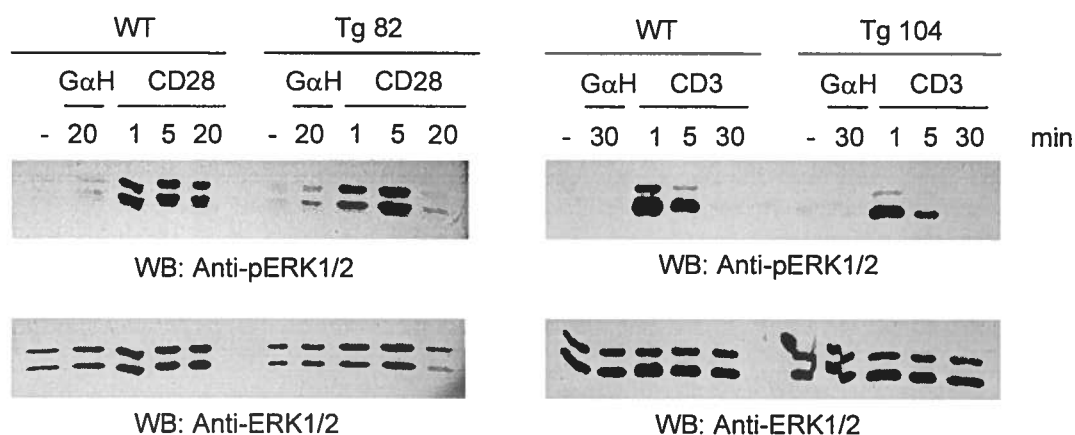 WT Tg 82 WT Tg 104
GαH CD28 GαH CD28 GαH CD3 GαH CD3
- 20 1 5 20 - 20 1 5 20 - 30 1 5 30 - 30 1 5 30 min
WB: Anti-pERK1/2 WB: Anti-pERK1/2
WB: Anti-ERK1/2 WB: Anti-ERK1/2